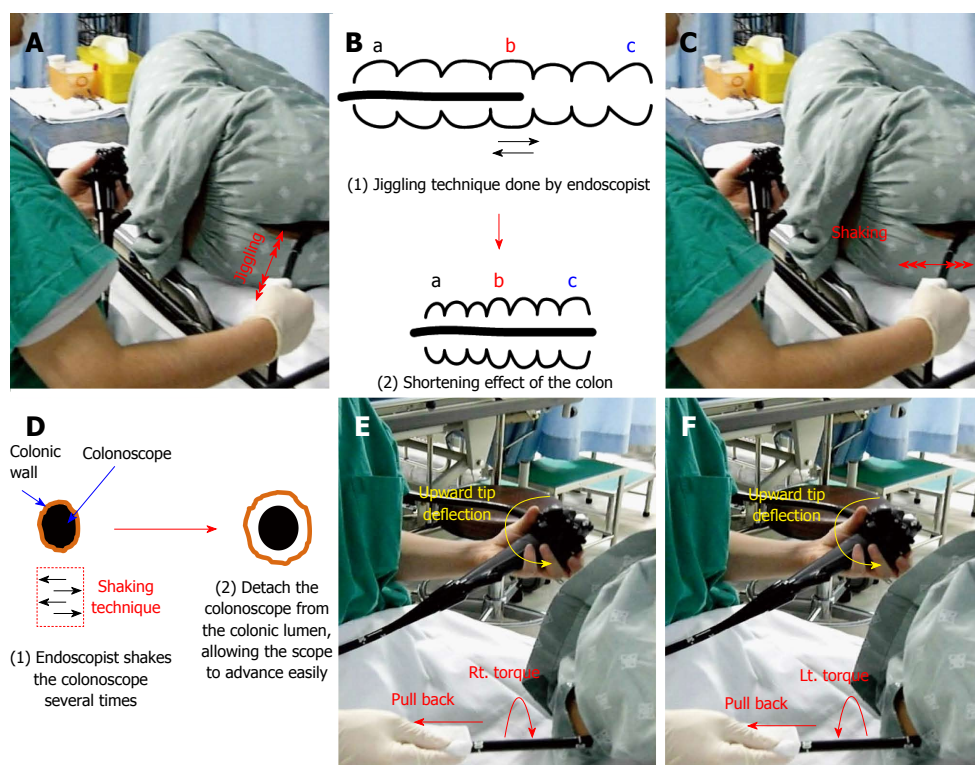 A
Jiggling
B
a b c
(1) Jiggling technique done by endoscopist
a b c
(2) Shortening effect of the colon
C
Shaking
D
Colonic
wall
Colonoscope
Shaking
technique
(1) Endoscopist shakes
the colonoscope
several times
(2) Detach the
colonoscope from
the colonic lumen,
allowing the scope
to advance easily
E
Upward tip
deflection
Rt. torque
Pull back
F
Upward tip
deflection
Lt. torque
Pull back